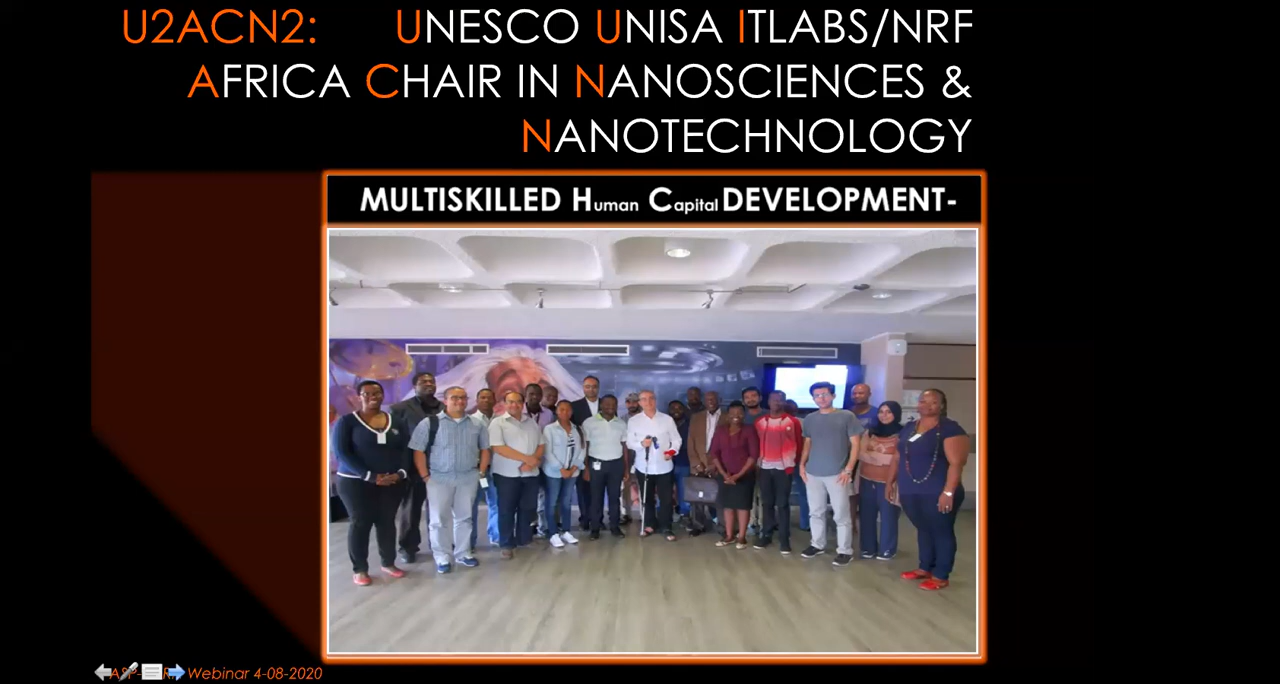 U2ACN2: UNESCO UNISA ITLABS/NRF
AFRICA CHAIR IN NANOSCIENCES &
NANOTECHNOLOGY
MULTISKILLED Human Capital DEVELOPMENT-
Webinar 4-08-2020